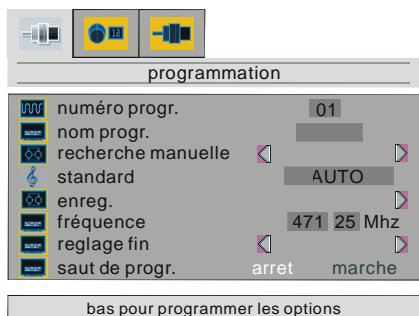 programmation
numéro progr. 01
nom progr.
recherche manuelle
standard AUTO
enreg.
fréquence 471 25 Mhz
reglage fin
saut de progr. arret marche
bas pour programmer les options